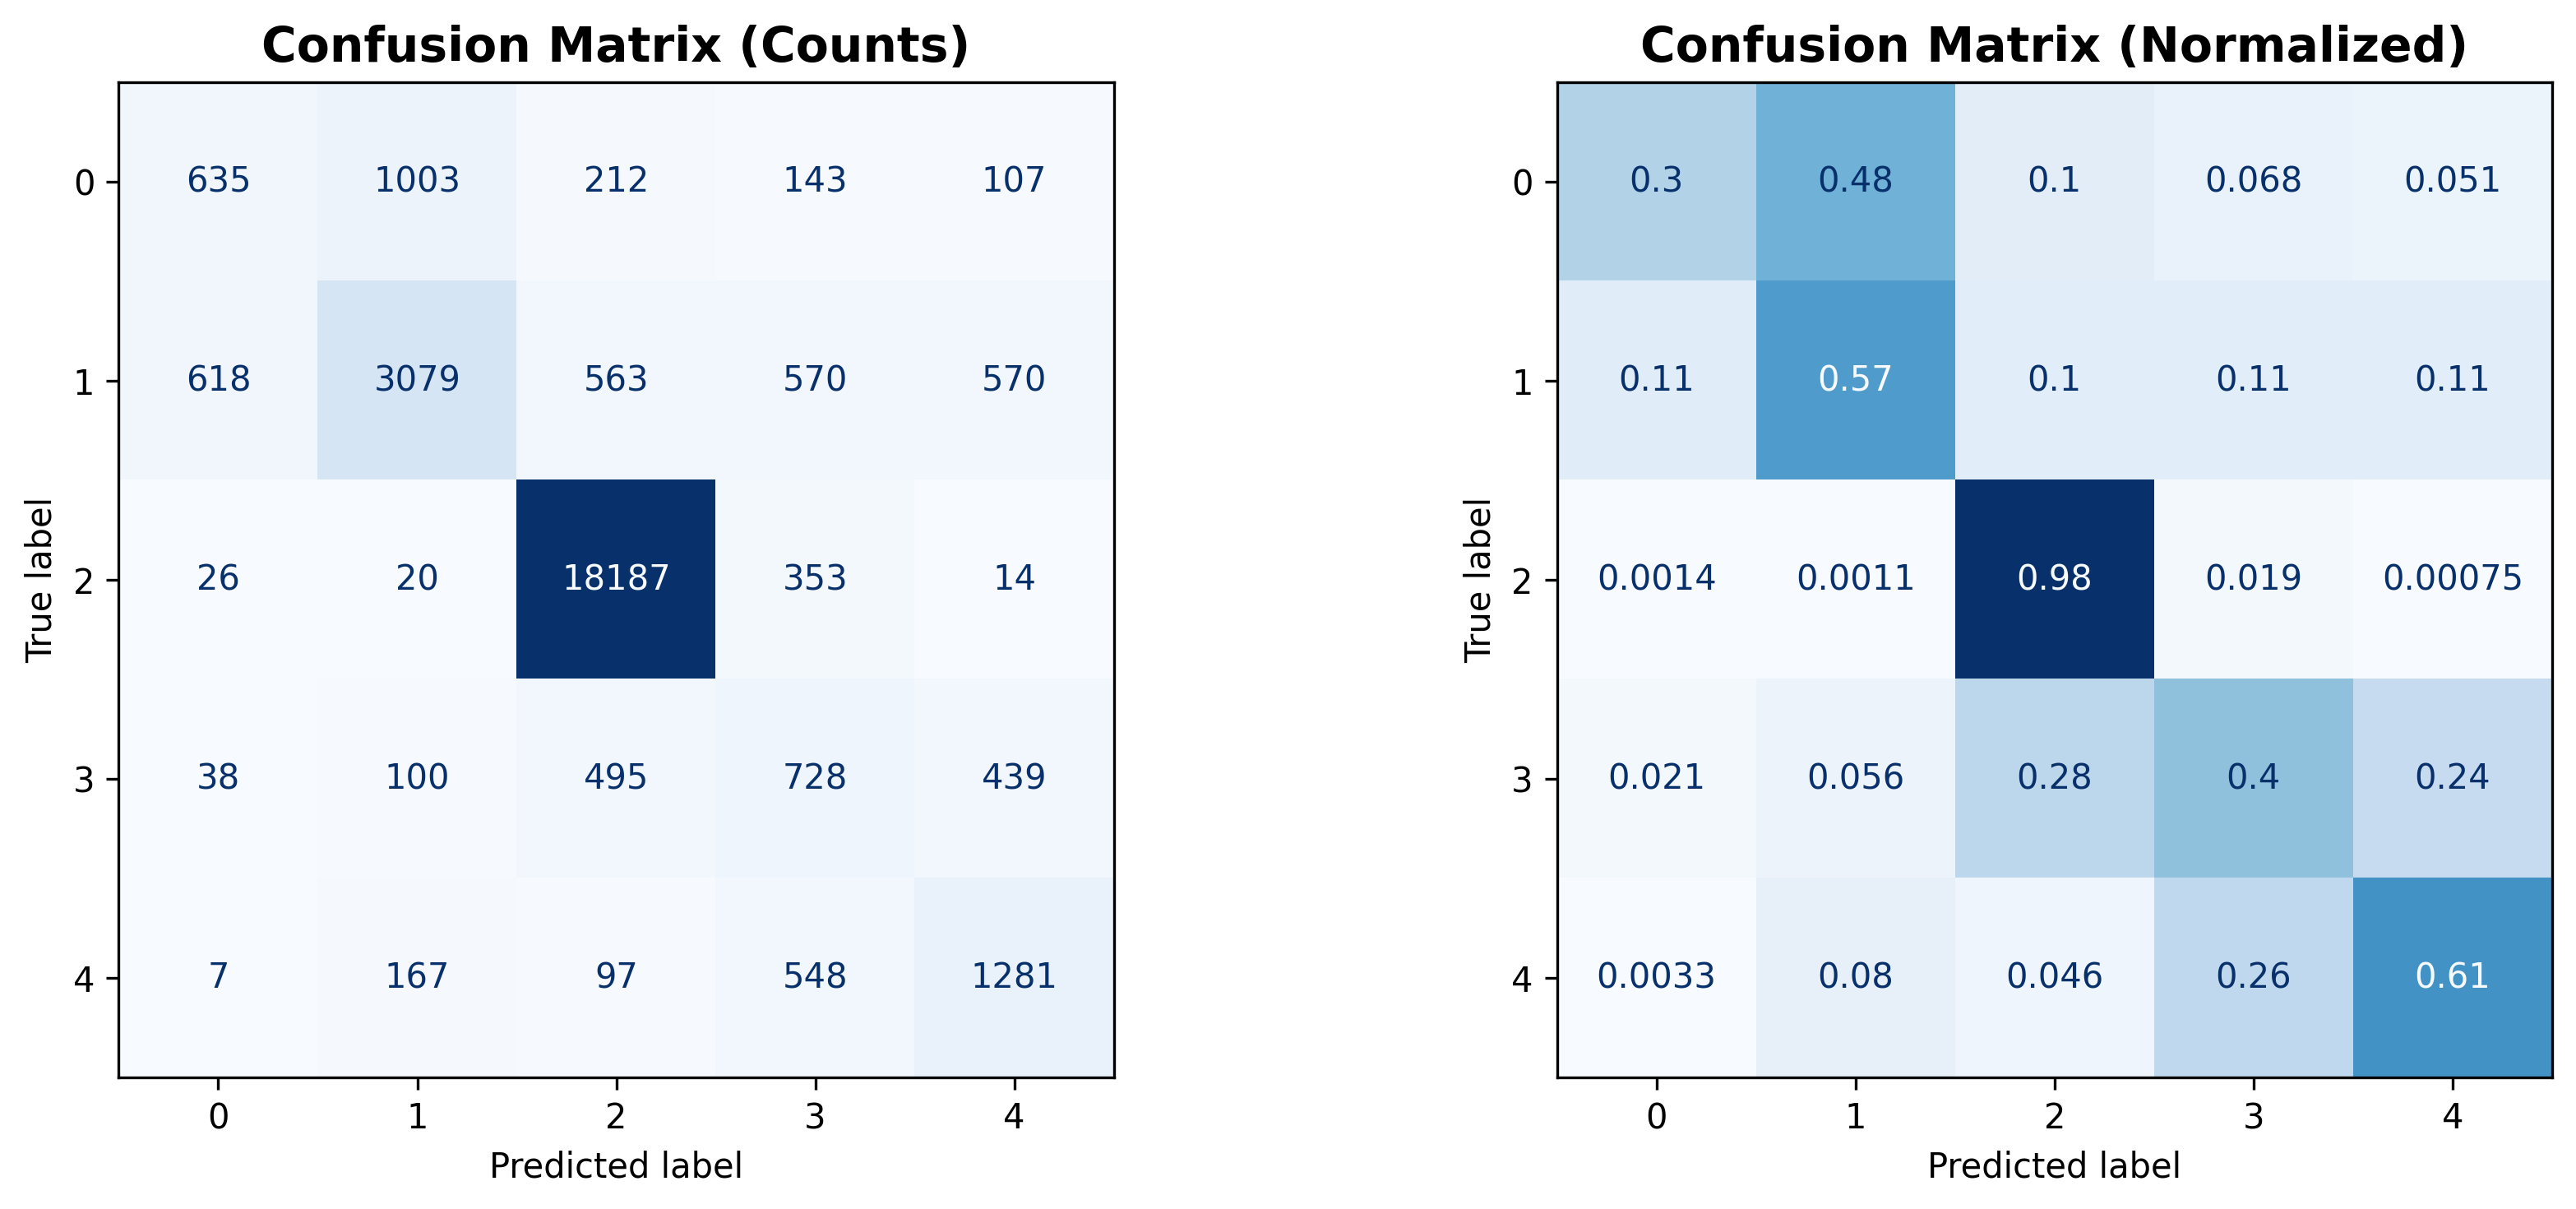 Confusion Matrix (Counts)
0 635 1003 212 143 107
1 618 3079 563 570 570
2 26 20 18187 353 14
3 38 100 495 728 439
4 7 167 97 548 1281
0 1 2 3 4
True label
Predicted label
Confusion Matrix (Normalized)
0 0.3 0.48 0.1 0.068 0.051
1 0.11 0.57 0.1 0.11 0.11
2 0.0014 0.0011 0.98 0.019 0.00075
3 0.021 0.056 0.28 0.4 0.24
4 0.0033 0.08 0.046 0.26 0.61
0 1 2 3 4
True label
Predicted label